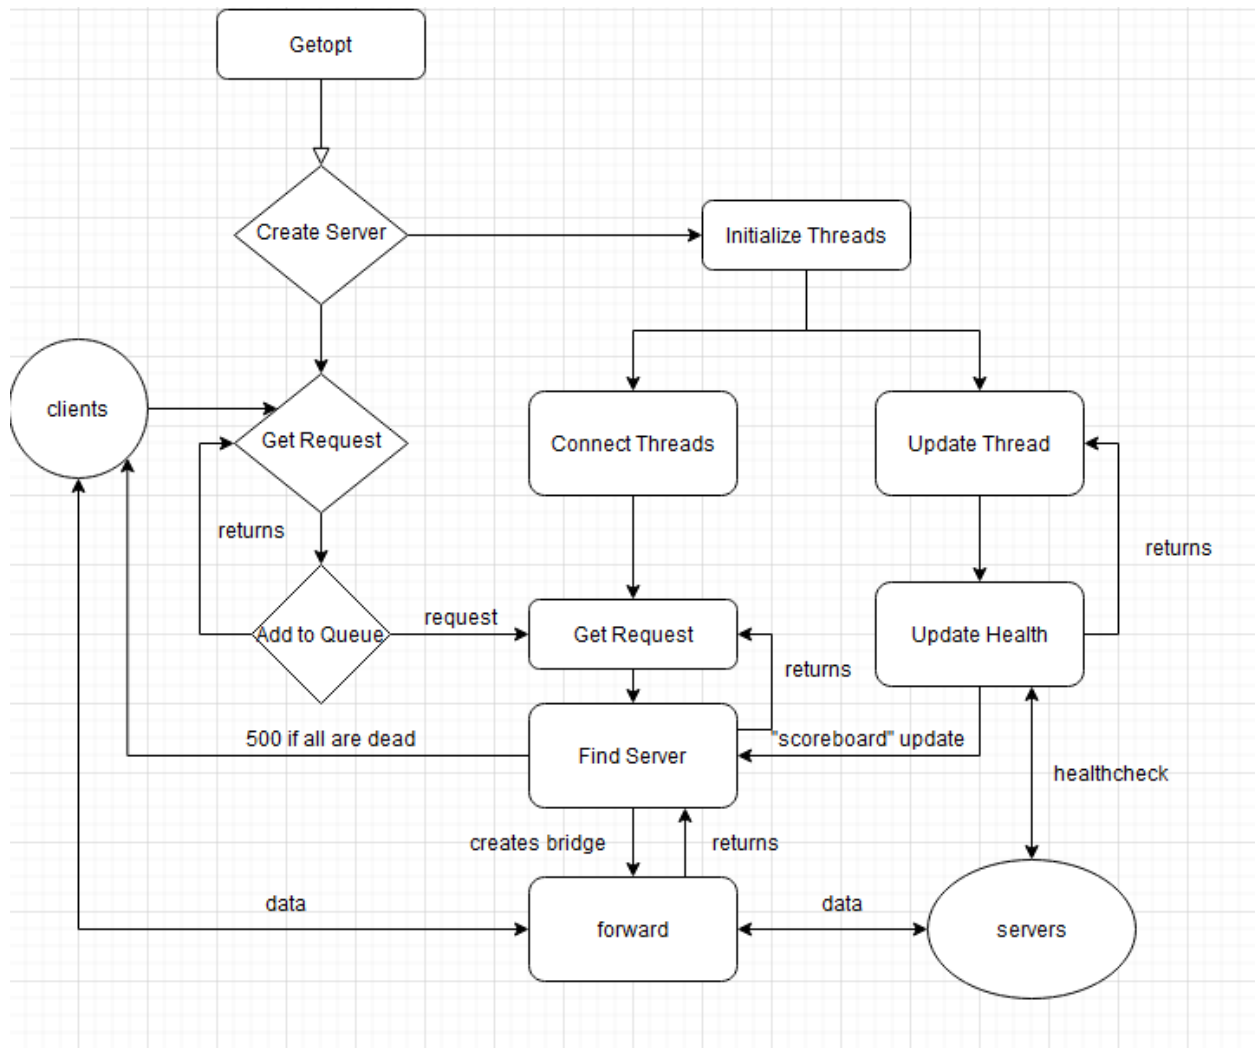 Getopt
Create Server
Initialize Threads
clients
Get Request
Connect Threads
Update Thread
returns
returns
Add to Queue
request
Get Request
Update Health
returns
500 if all are dead
Find Server
"scoreboard" update
healthcheck
creates bridge
returns
data
forward
data
servers